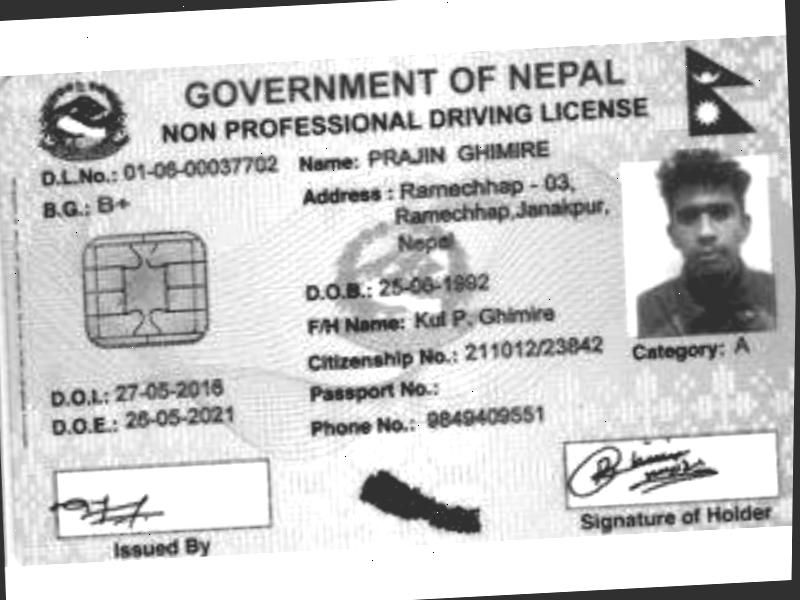 GOVERNMENT OF NEPAL
NON PROFESSIONAL DRIVING LICENSE
D.L.No.: 01-06-00037702
B.G.: B+
Name: PRAJIN GHIMIRE
Address : Ramechhap - 03,
Ramechhap,Janakpur,
Nepal
D.O.B.: 25-06-1992
F/H Name: Kul P. Ghimire
Citizenship No.: 211012/23842
Category: A
D.O.I.: 27-05-2016
D.O.E.: 26-05-2021
Passport No.:
Phone No.: 9849409551
Issued By
Signature of Holder